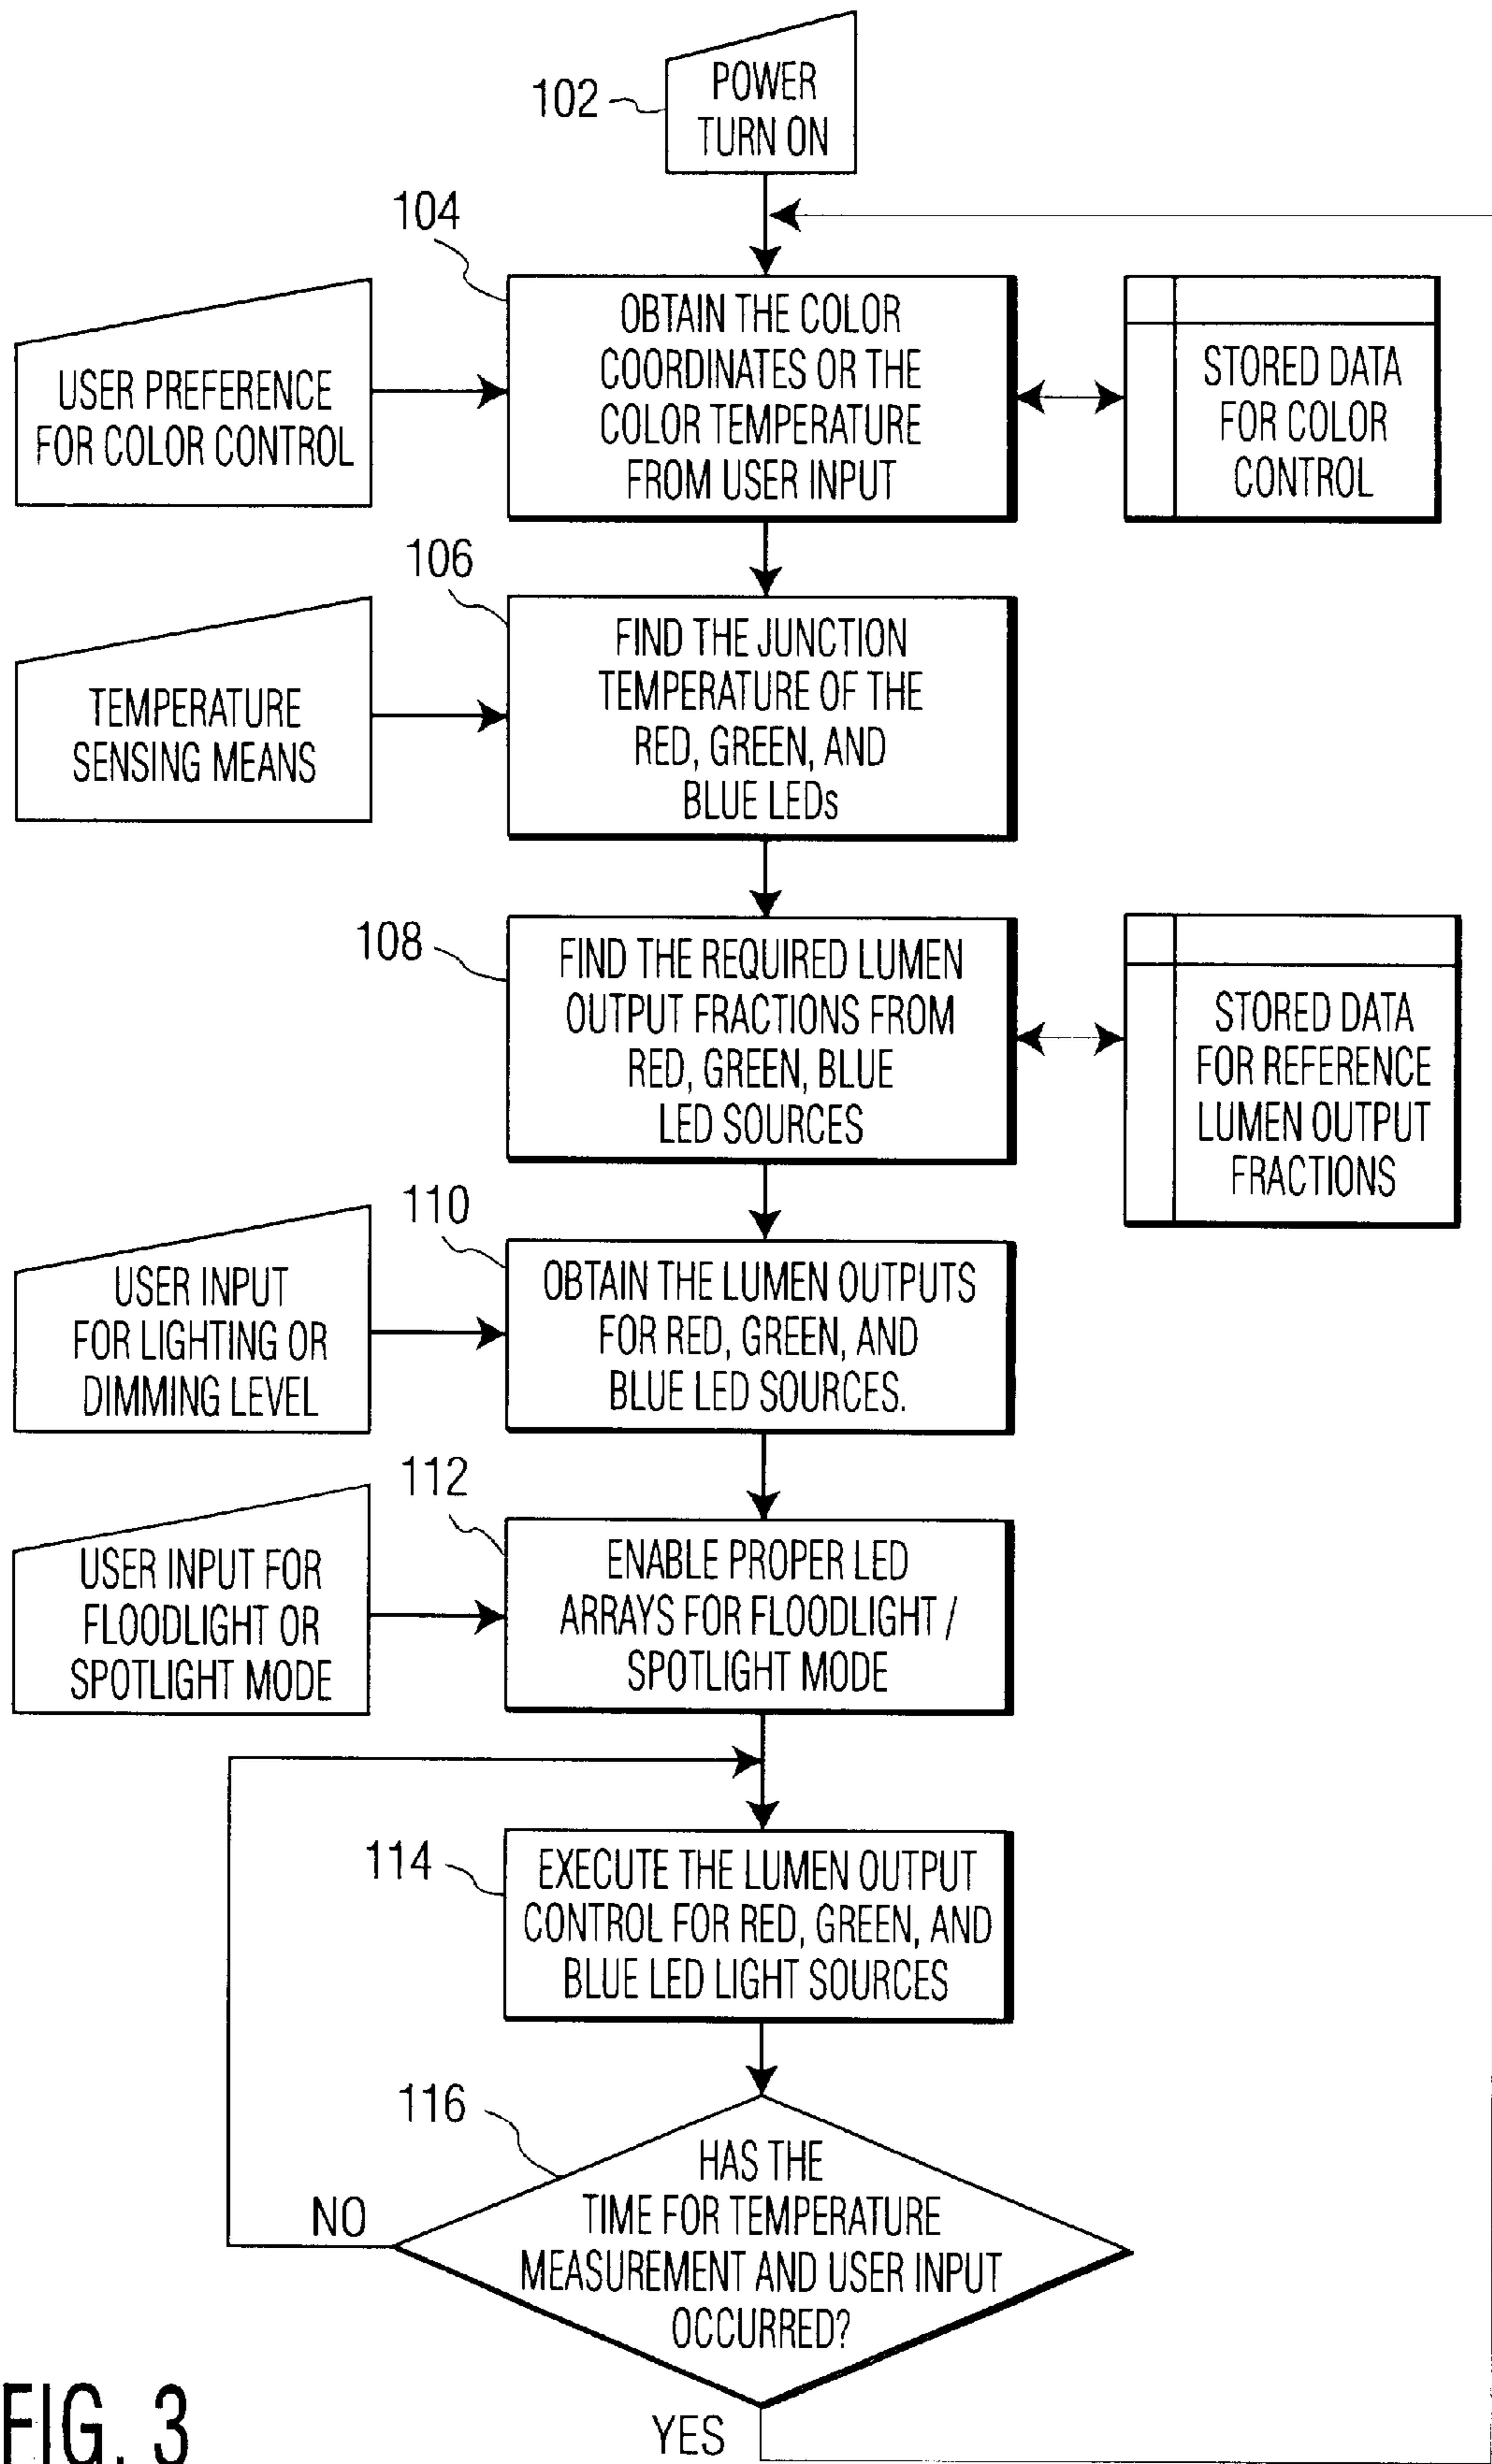 102
POWER
TURN ON
104
USER PREFERENCE
FOR COLOR CONTROL
OBTAIN THE COLOR
COORDINATES OR THE
COLOR TEMPERATURE
FROM USER INPUT
STORED DATA
FOR COLOR
CONTROL
106
TEMPERATURE
SENSING MEANS
FIND THE JUNCTION
TEMPERATURE OF THE
RED, GREEN, AND
BLUE LEDs
108
FIND THE REQUIRED LUMEN
OUTPUT FRACTIONS FROM
RED, GREEN, BLUE
LED SOURCES
STORED DATA
FOR REFERENCE
LUMEN OUTPUT
FRACTIONS
110
USER INPUT
FOR LIGHTING OR
DIMMING LEVEL
OBTAIN THE LUMEN OUTPUTS
FOR RED, GREEN, AND
BLUE LED SOURCES.
112
USER INPUT FOR
FLOODLIGHT OR
SPOTLIGHT MODE
ENABLE PROPER LED
ARRAYS FOR FLOODLIGHT /
SPOTLIGHT MODE
114
EXECUTE THE LUMEN OUTPUT
CONTROL FOR RED, GREEN, AND
BLUE LED LIGHT SOURCES
116
HAS THE
TIME FOR TEMPERATURE
MEASUREMENT AND USER INPUT
OCCURRED?
NO
YES
FIG. 3